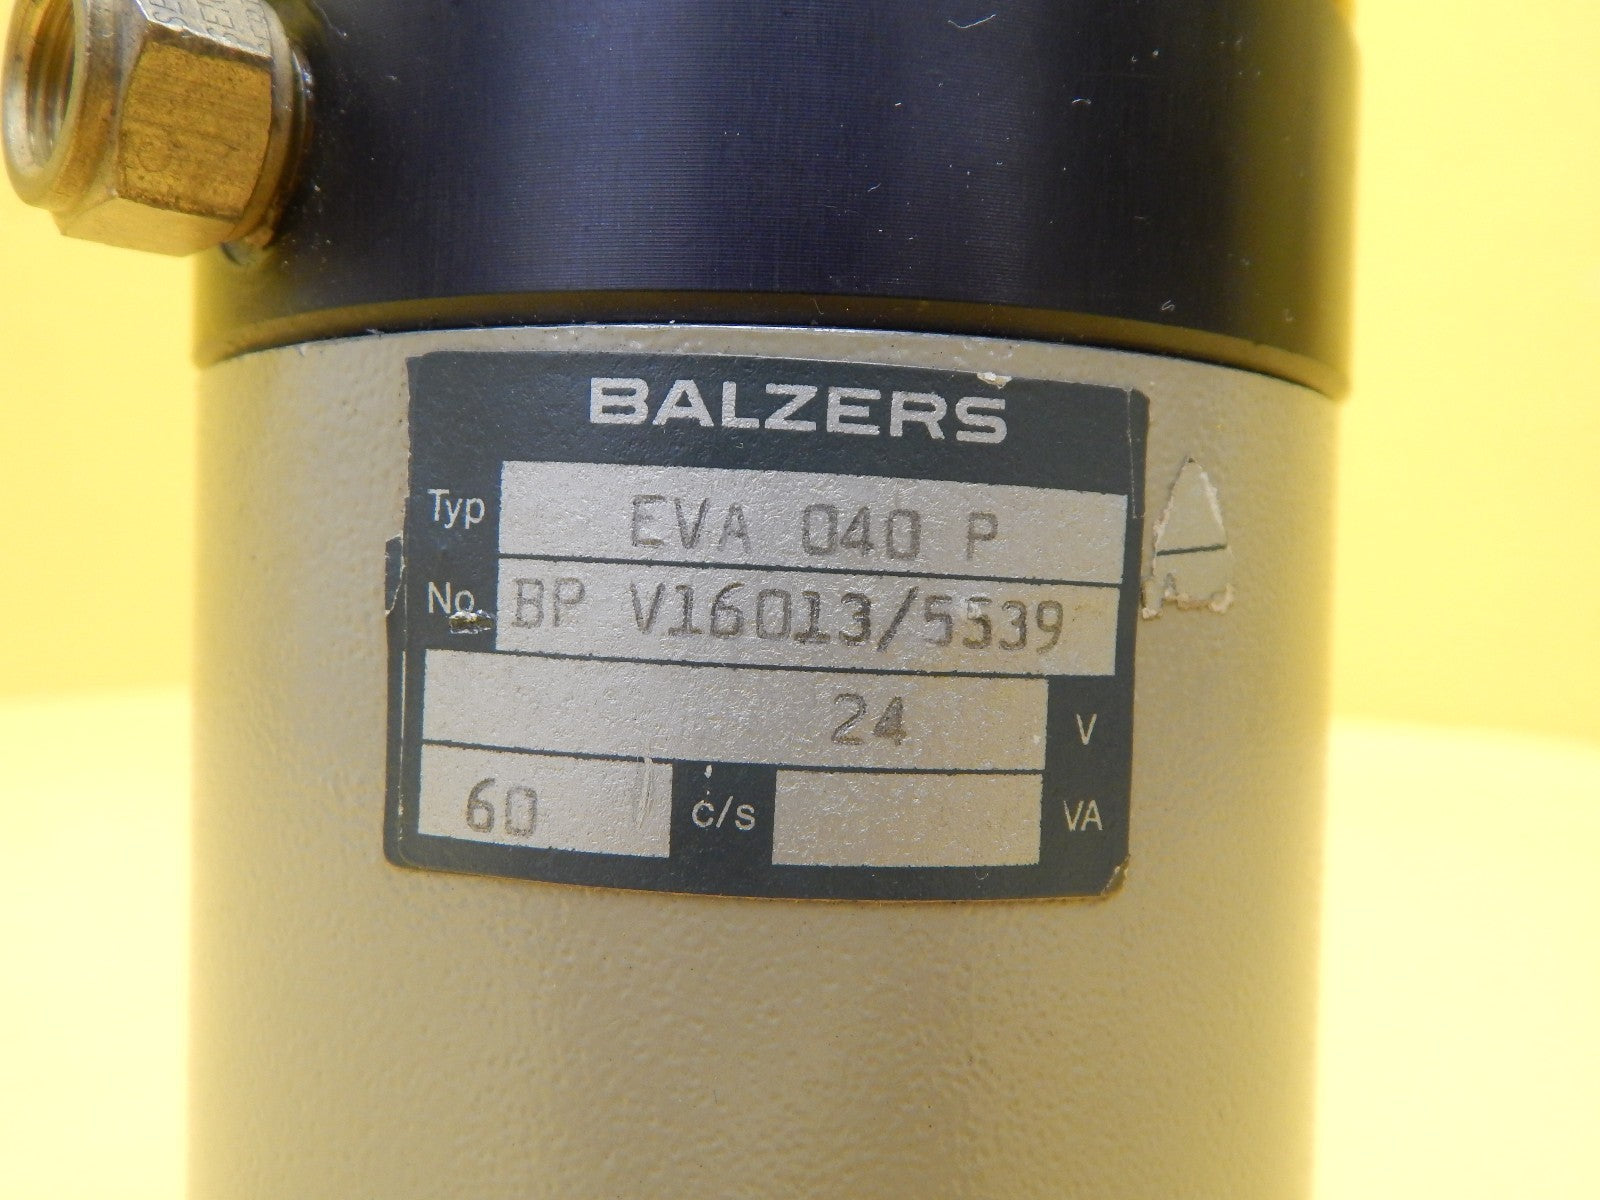 BALZERS
Typ EVA 040 P
No. BP V16013/5539
24 V
60 c/s VA
A